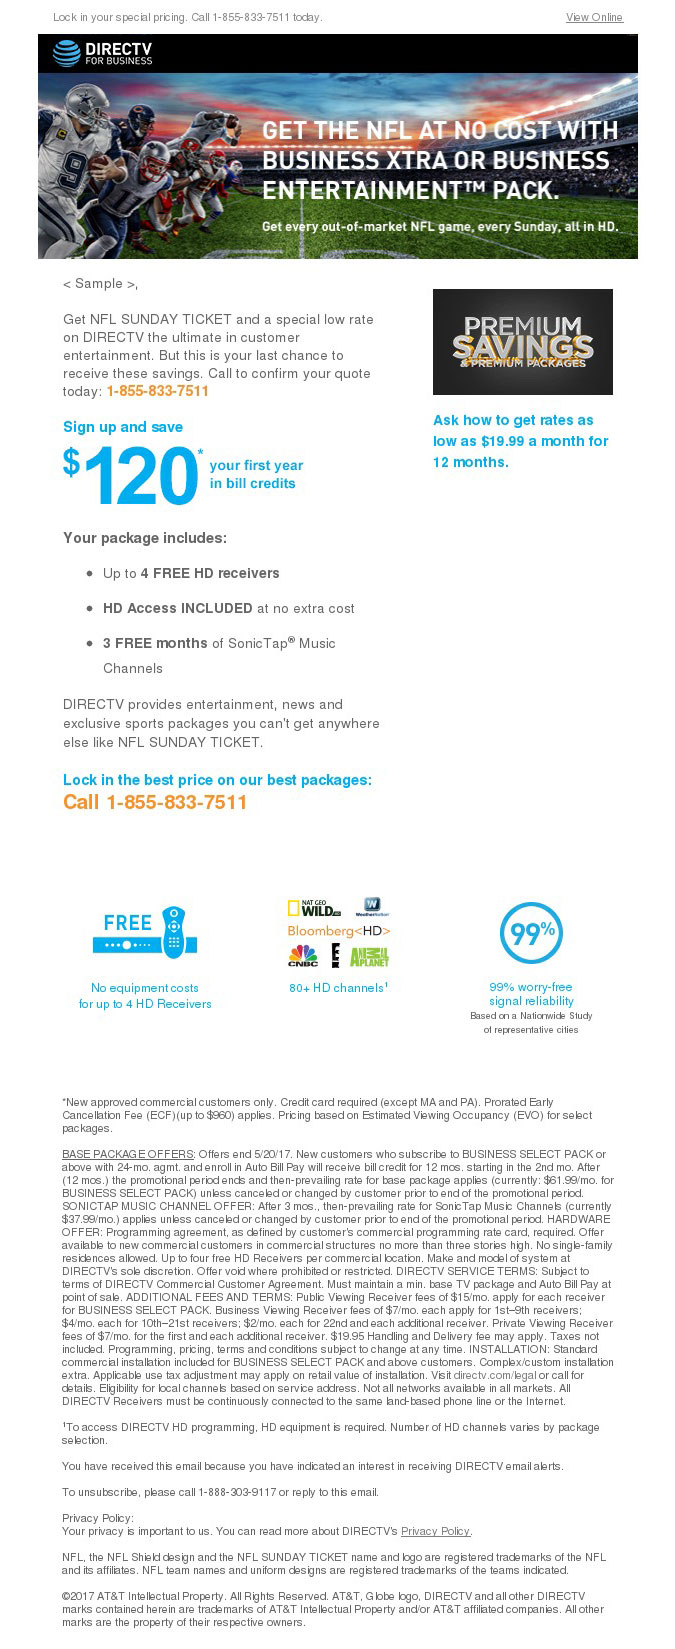 Lock in your special pricing. Call 1-855-833-7511 today.
View Online
DIRECTV
FOR BUSINESS
GET THE NFL AT NO COST WITH
BUSINESS XTRA OR BUSINESS
ENTERTAINMENT™ PACK.
Get every out-of-market NFL game, every Sunday, all in HD.
< Sample >,
Get NFL SUNDAY TICKET and a special low rate
on DIRECTV the ultimate in customer
entertainment. But this is your last chance to
receive these savings. Call to confirm your quote
today: 1-855-833-7511
Sign up and save
$120* your first year
in bill credits
Your package includes:
• Up to 4 FREE HD receivers
• HD Access INCLUDED at no extra cost
• 3 FREE months of SonicTap® Music
Channels
DIRECTV provides entertainment, news and
exclusive sports packages you can't get anywhere
else like NFL SUNDAY TICKET.
Lock in the best price on our best packages:
Call 1-855-833-7511
PREMIUM
SAVINGS
& PREMIUM PACKAGES
Ask how to get rates as
low as $19.99 a month for
12 months.
FREE
No equipment costs
for up to 4 HD Receivers
NAT GEO
WILD HD
WeatherNation
Bloomberg<HD>
CNBC
E
ANIMAL
PLANET
80+ HD channels¹
99%
99% worry-free
signal reliability
Based on a Nationwide Study
of representative cities
*New approved commercial customers only. Credit card required (except MA and PA). Prorated Early
Cancellation Fee (ECF)(up to $960) applies. Pricing based on Estimated Viewing Occupancy (EVO) for select
packages.
BASE PACKAGE OFFERS: Offers end 5/20/17. New customers who subscribe to BUSINESS SELECT PACK or
above with 24-mo. agmt. and enroll in Auto Bill Pay will receive bill credit for 12 mos. starting in the 2nd mo. After
(12 mos.) the promotional period ends and then-prevailing rate for base package applies (currently: $61.99/mo. for
BUSINESS SELECT PACK) unless canceled or changed by customer prior to end of the promotional period.
SONICTAP MUSIC CHANNEL OFFER: After 3 mos., then-prevailing rate for SonicTap Music Channels (currently
$37.99/mo.) applies unless canceled or changed by customer prior to end of the promotional period. HARDWARE
OFFER: Programming agreement, as defined by customer's commercial programming rate card, required. Offer
available to new commercial customers in commercial structures no more than three stories high. No single-family
residences allowed. Up to four free HD Receivers per commercial location. Make and model of system at
DIRECTV's sole discretion. Offer void where prohibited or restricted. DIRECTV SERVICE TERMS: Subject to
terms of DIRECTV Commercial Customer Agreement. Must maintain a min. base TV package and Auto Bill Pay at
point of sale. ADDITIONAL FEES AND TERMS: Public Viewing Receiver fees of $15/mo. apply for each receiver
for BUSINESS SELECT PACK. Business Viewing Receiver fees of $7/mo. each apply for 1st–9th receivers;
$4/mo. each for 10th–21st receivers; $2/mo. each for 22nd and each additional receiver. Private Viewing Receiver
fees of $7/mo. for the first and each additional receiver. $19.95 Handling and Delivery fee may apply. Taxes not
included. Programming, pricing, terms and conditions subject to change at any time. INSTALLATION: Standard
commercial installation included for BUSINESS SELECT PACK and above customers. Complex/custom installation
extra. Applicable use tax adjustment may apply on retail value of installation. Visit directv.com/legal or call for
details. Eligibility for local channels based on service address. Not all networks available in all markets. All
DIRECTV Receivers must be continuously connected to the same land-based phone line or the Internet.
¹To access DIRECTV HD programming, HD equipment is required. Number of HD channels varies by package
selection.
You have received this email because you have indicated an interest in receiving DIRECTV email alerts.
To unsubscribe, please call 1-888-303-9117 or reply to this email.
Privacy Policy:
Your privacy is important to us. You can read more about DIRECTV's Privacy Policy.
NFL, the NFL Shield design and the NFL SUNDAY TICKET name and logo are registered trademarks of the NFL
and its affiliates. NFL team names and uniform designs are registered trademarks of the teams indicated.
©2017 AT&T Intellectual Property. All Rights Reserved. AT&T, Globe logo, DIRECTV and all other DIRECTV
marks contained herein are trademarks of AT&T Intellectual Property and/or AT&T affiliated companies. All other
marks are the property of their respective owners.